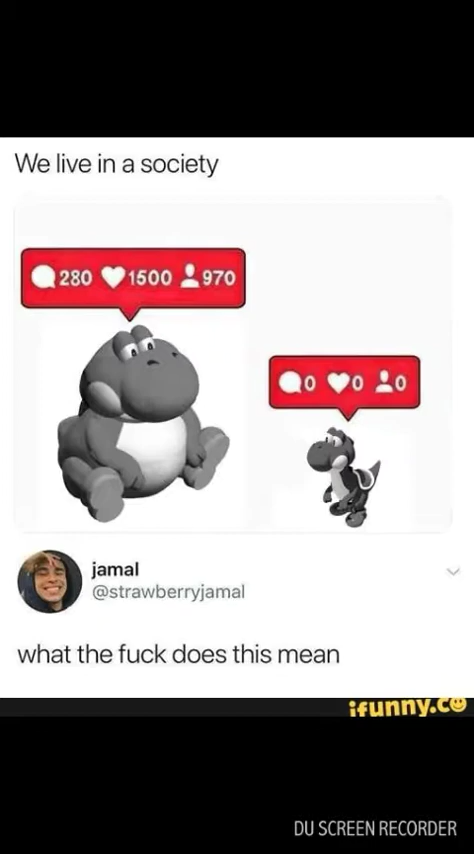 We live in a society
280 1500 970
0 0 0
jamal
@strawberryjamal
what the fuck does this mean
ifunny.co
DU SCREEN RECORDER